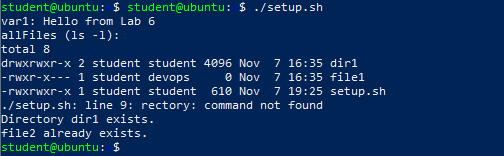 student@ubuntu:~$ student@ubuntu:~$ ./setup.sh
var1: Hello from Lab 6
allFiles (ls -l):
total 8
drwxrwxr-x 2 student student 4096 Nov  7 16:35 dir1
-rwxr-x--- 1 student devops     0 Nov  7 16:35 file1
-rwxrwxr-x 1 student student  610 Nov  7 19:25 setup.sh
./setup.sh: line 9: rectory: command not found
Directory dir1 exists.
file2 already exists.
student@ubuntu:~$